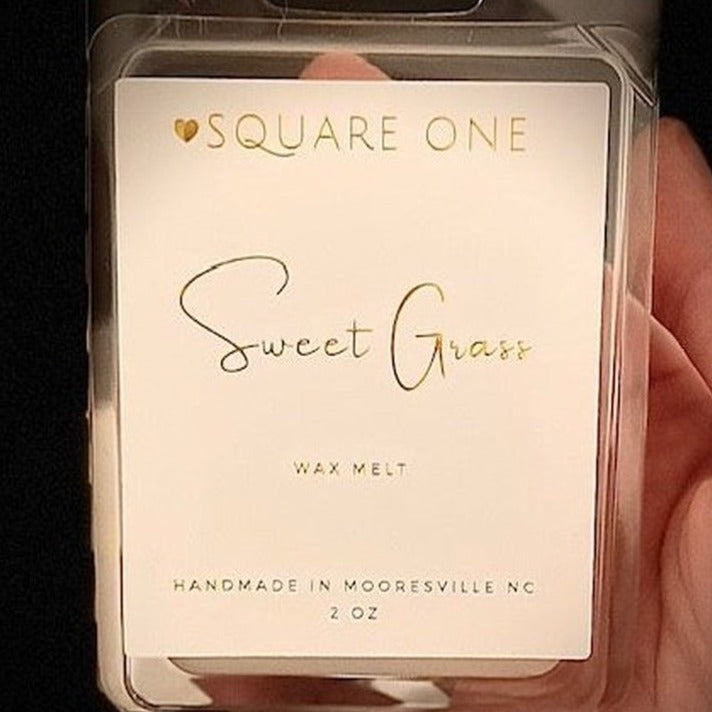 SQUARE ONE
Sweet Grass
WAX MELT
HANDMADE IN MOORESVILLE NC
2 OZ